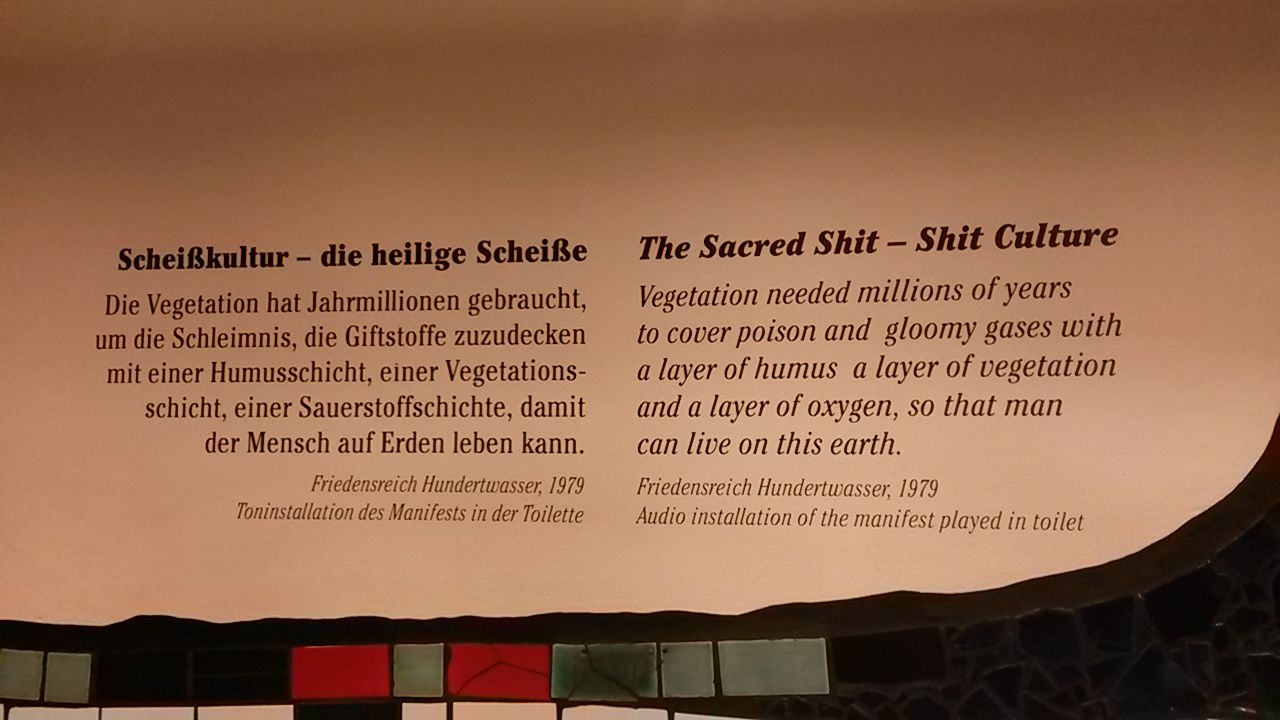 Scheißkultur – die heilige Scheiße
Die Vegetation hat Jahrmillionen gebraucht,
um die Schleimnis, die Giftstoffe zuzudecken
mit einer Humusschicht, einer Vegetations-
schicht, einer Sauerstoffschichte, damit
der Mensch auf Erden leben kann.
Friedensreich Hundertwasser, 1979
Toninstallation des Manifests in der Toilette
The Sacred Shit – Shit Culture
Vegetation needed millions of years
to cover poison and gloomy gases with
a layer of humus a layer of vegetation
and a layer of oxygen, so that man
can live on this earth.
Friedensreich Hundertwasser, 1979
Audio installation of the manifest played in toilet